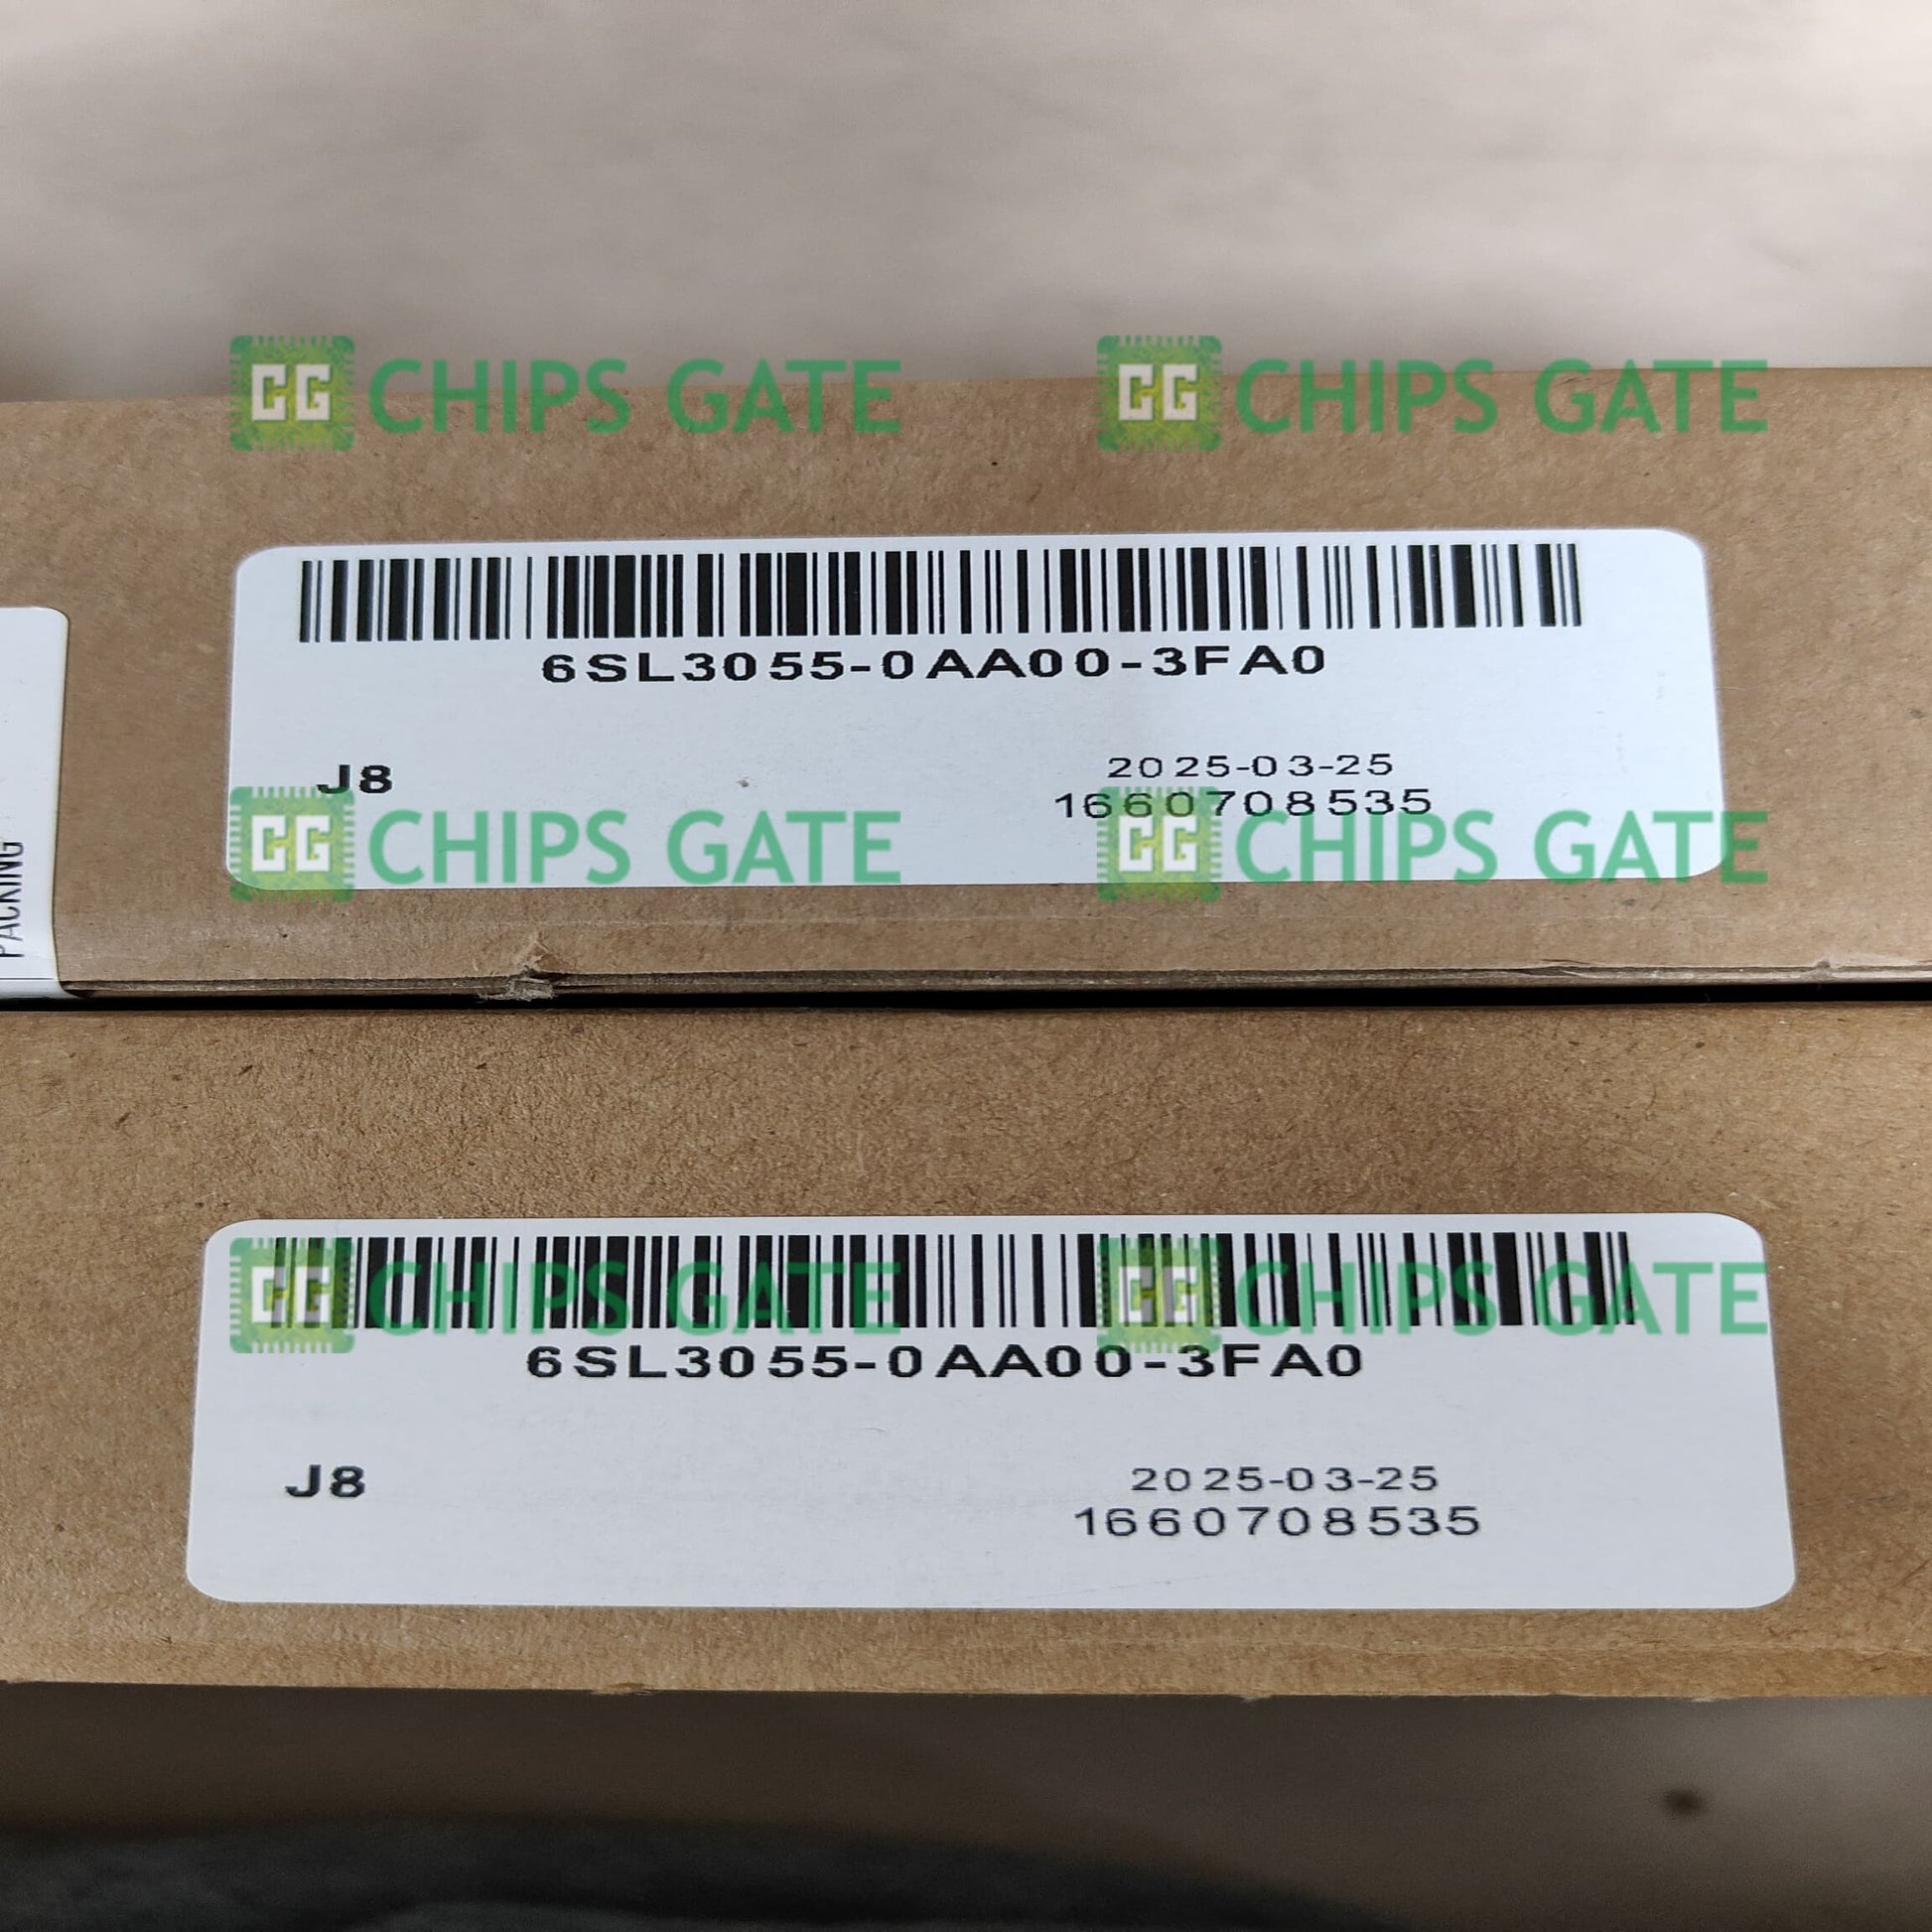 CG CHIPS GATE CG CHIPS GATE
6SL3055-0AA00-3FA0
J8
2025-03-25
1660708535
CG CHIPS GATE CG CHIPS GATE
PACKING
CG CHIPS GATE CG CHIPS GATE
6SL3055-0AA00-3FA0
J8
2025-03-25
1660708535